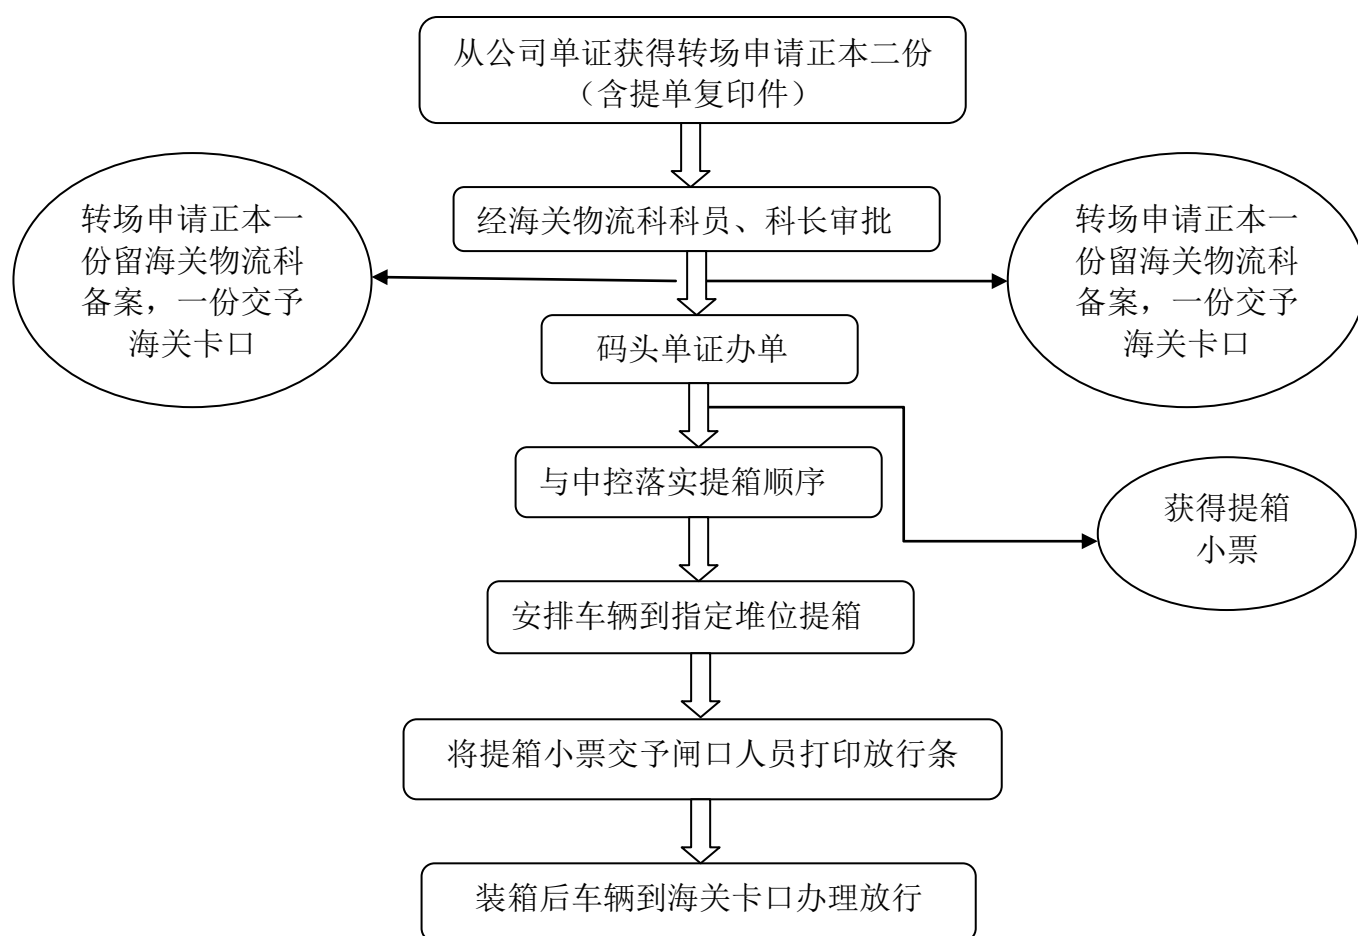 从公司单证获得转场申请正本二份
（含提单复印件）
经海关物流科科员、科长审批
转场申请正本一
份留海关物流科
备案，一份交予
海关卡口
转场申请正本一
份留海关物流科
备案，一份交予
海关卡口
码头单证办单
与中控落实提箱顺序
获得提箱
小票
安排车辆到指定堆位提箱
将提箱小票交予闸口人员打印放行条
装箱后车辆到海关卡口办理放行